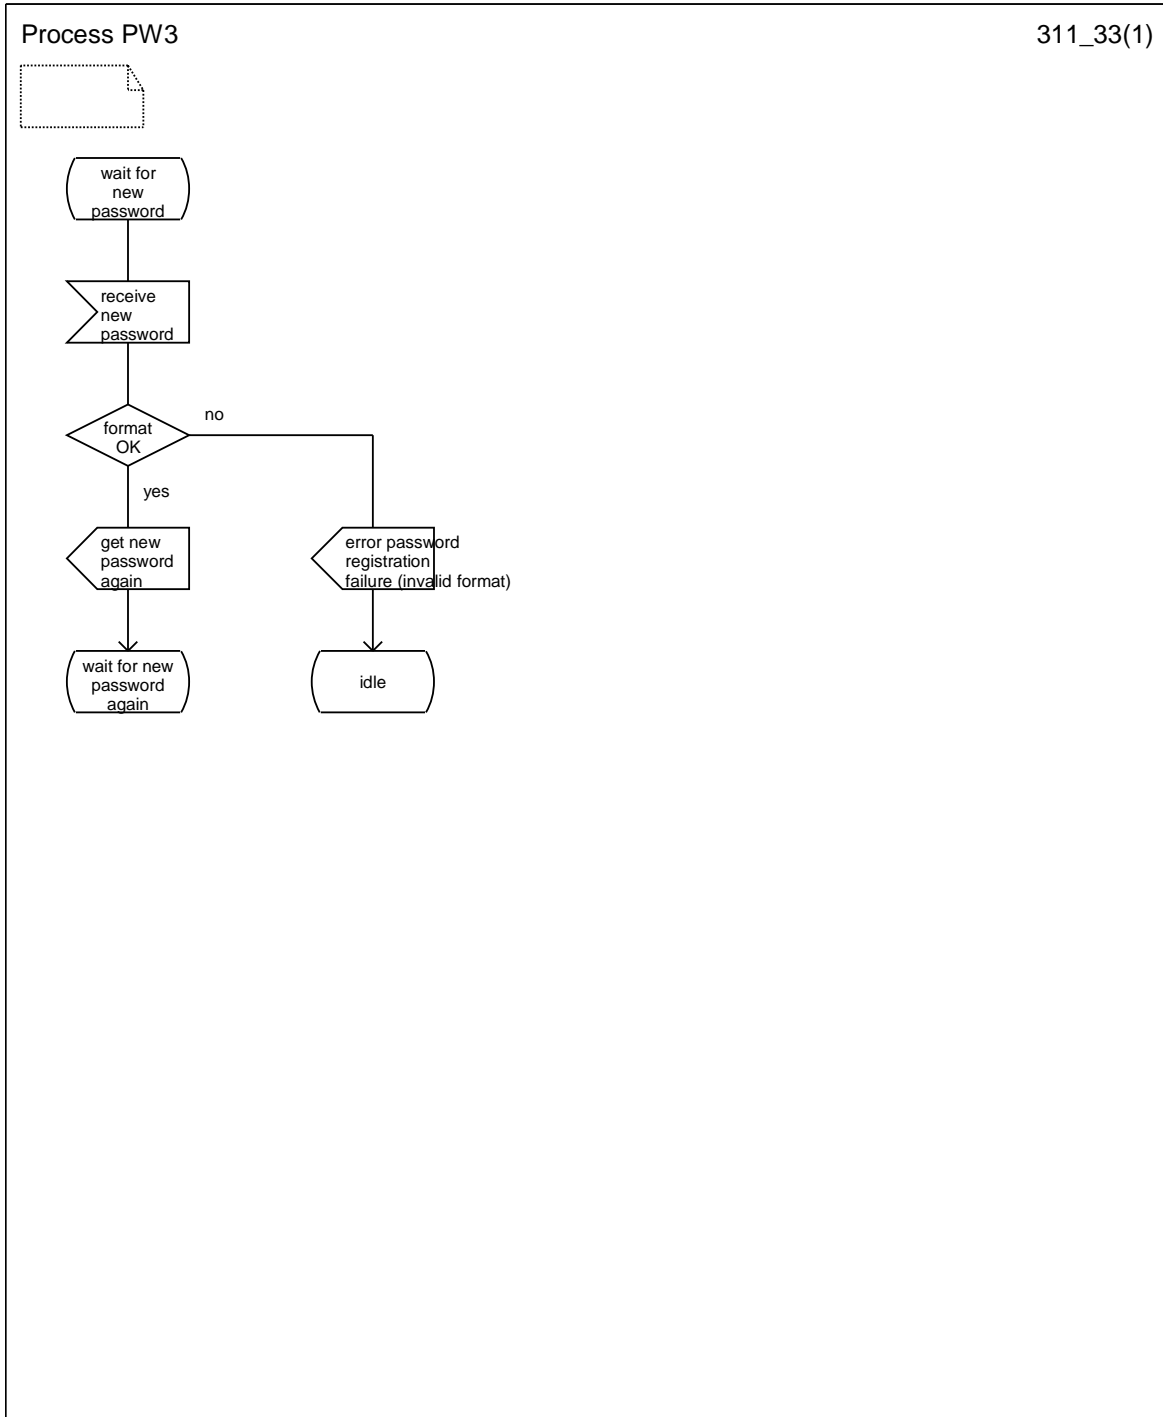 Process PW3
311_33(1)
wait for
new
password
receive
new
password
format
OK
no
yes
get new
password
again
error password
registration
failure (invalid format)
wait for new
password
again
idle